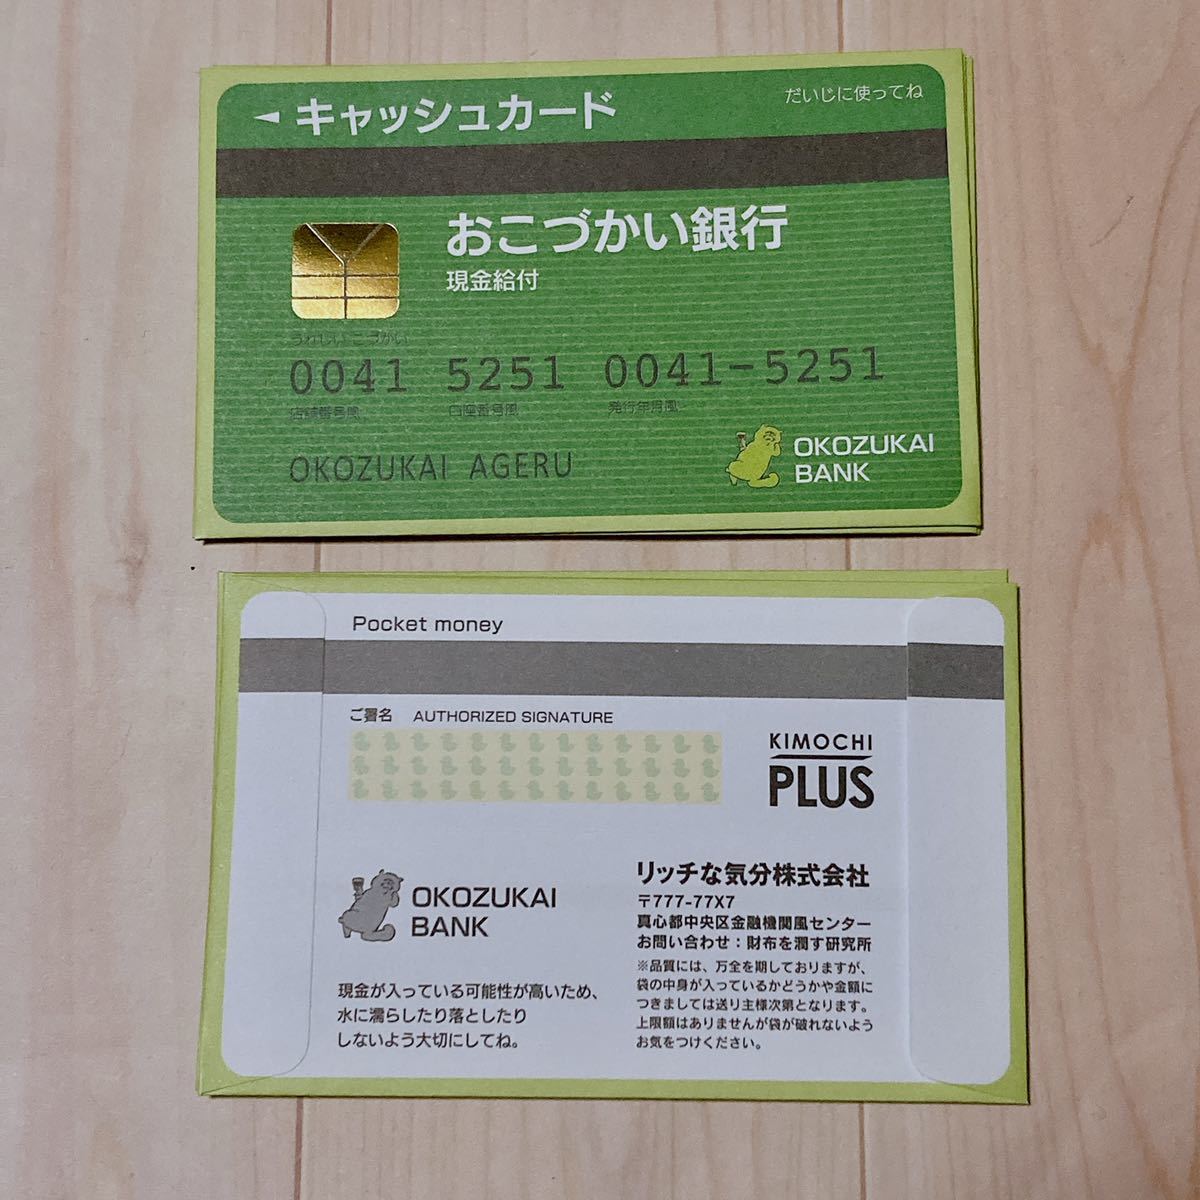 ◀ キャッシュカード
だいじに使ってね
おこづかい銀行
現金給付
うれしいこづかい
0041 5251 0041-5251
店舗番号風 口座番号風 発行年月風
OKOZUKAI AGERU
OKOZUKAI
BANK
Pocket money
ご署名 AUTHORIZED SIGNATURE
KIMOCHI
PLUS
OKOZUKAI
BANK
現金が入っている可能性が高いため、
水に濡らしたり落としたり
しないよう大切にしてね。
リッチな気分株式会社
〒777-77X7
真心都中央区金融機関風センター
お問い合わせ：財布を潤す研究所
※品質には、万全を期しておりますが、
袋の中身が入っているかどうかや金額に
つきましては送り主様次第となります。
上限額はありませんが袋が破れないよう
お気をつけください。